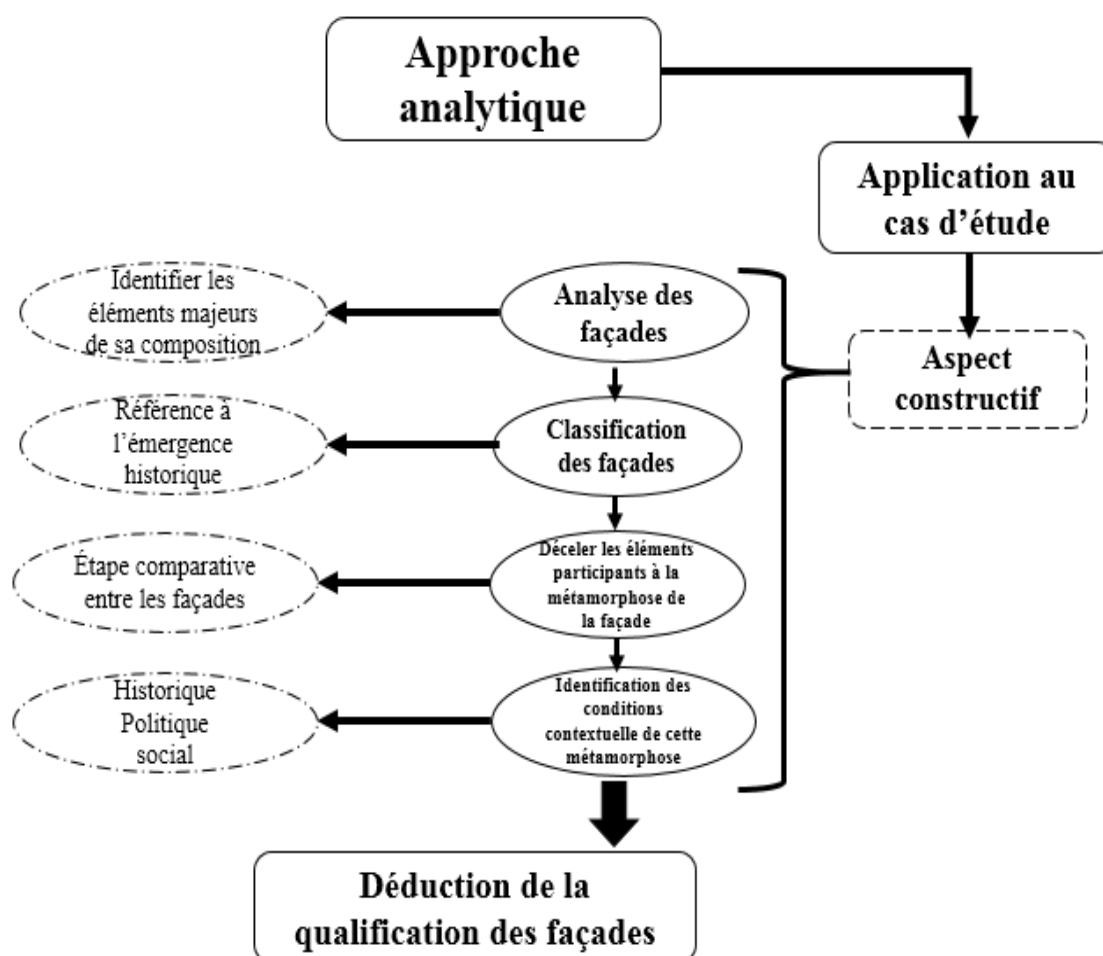 Approche
analytique
Application au
cas d’étude
Aspect
constructif
Analyse des
façades
Identifier les
éléments majeurs
de sa composition
Classification
des façades
Référence à
l’émergence
historique
Déceler les éléments
participants à la
métamorphose de
la façade
Étape comparative
entre les façades
Identification des
conditions
contextuelle de cette
métamorphose
Historique
Politique
social
Déduction de la
qualification des façades